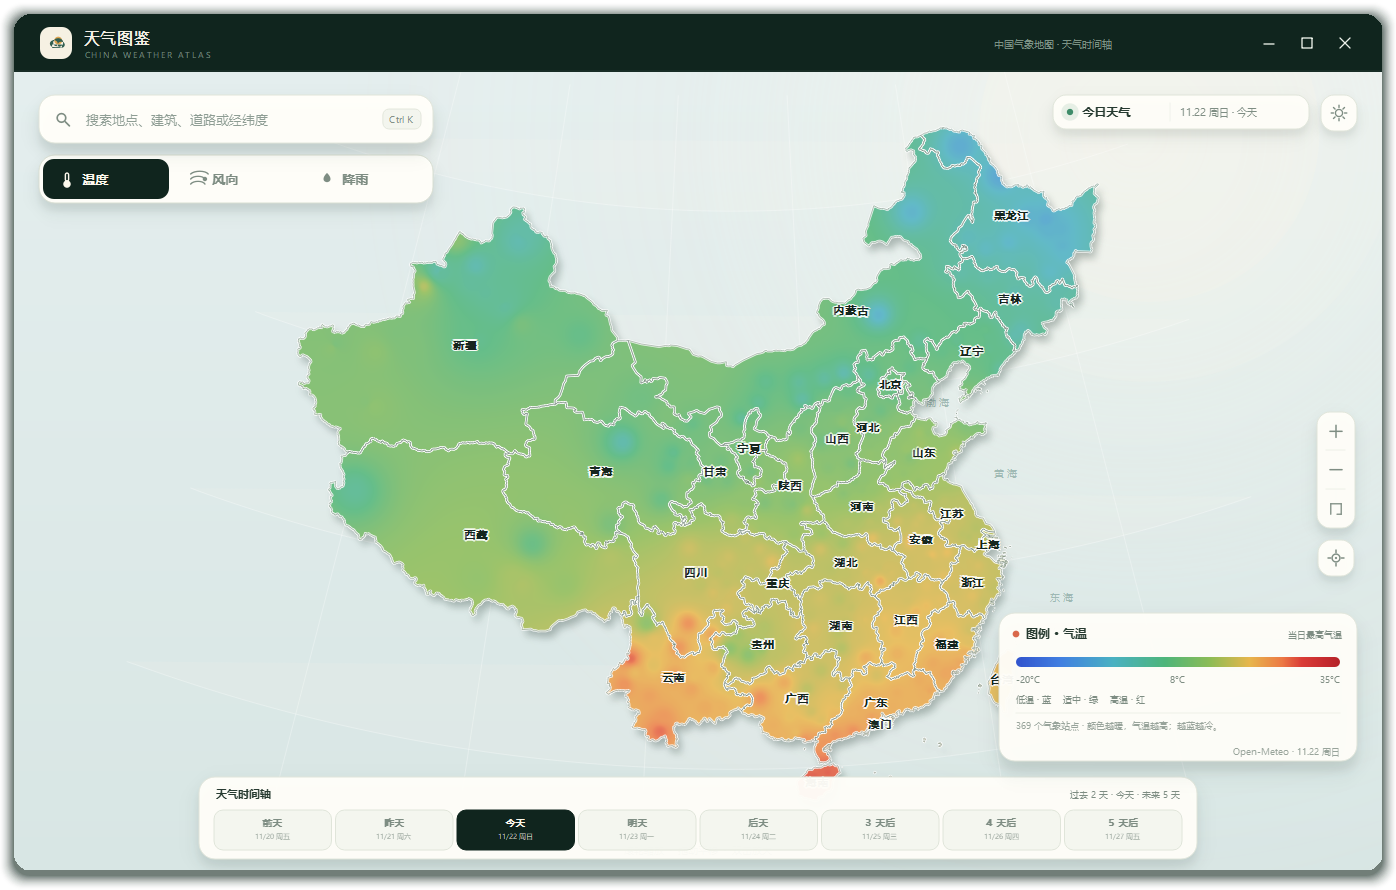 天气图鉴
CHINA WEATHER ATLAS
中国气象地图 · 天气时间轴
搜索地点、建筑、道路或经纬度
Ctrl K
今日天气
11.22 周日 · 今天
温度
风向
降雨
黑龙江
吉林
内蒙古
辽宁
新疆
北京
渤海
河北
山西
宁夏
山东
青海
甘肃
黄海
陕西
河南
江苏
西藏
安徽
上海
湖北
四川
重庆
浙江
东海
江西
湖南
贵州
福建
云南
台
广西
广东
澳门
图例 • 气温
当日最高气温
-20°C
8°C
35°C
低温 · 蓝
适中 · 绿
高温 · 红
369 个气象站点 · 颜色越暖，气温越高；越蓝越冷。
Open-Meteo · 11.22 周日
天气时间轴
过去 2 天 · 今天 · 未来 5 天
前天
11/20 周五
昨天
11/21 周六
今天
11/22 周日
明天
11/23 周一
后天
11/24 周二
3 天后
11/25 周三
4 天后
11/26 周四
5 天后
11/27 周五